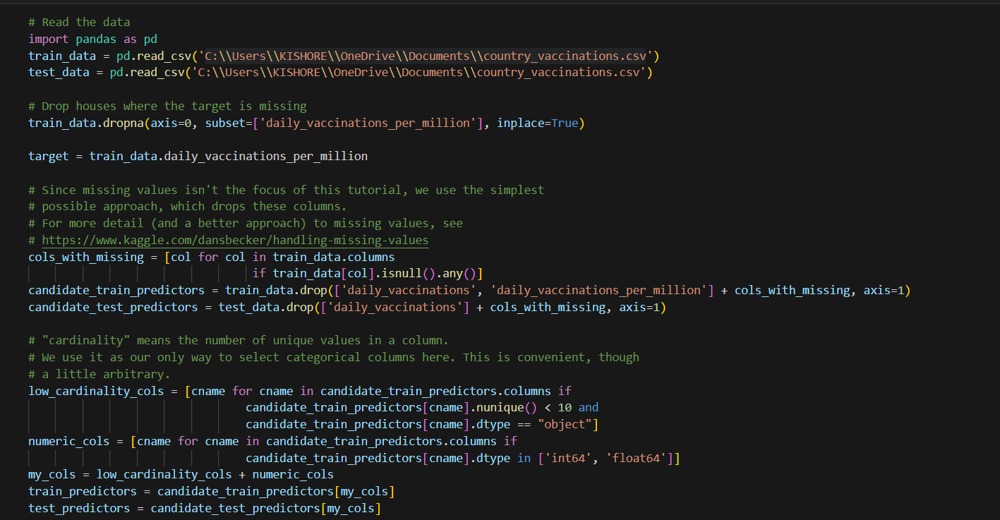 # Read the data
import pandas as pd
train_data = pd.read_csv('C:\\Users\\KISHORE\\OneDrive\\Documents\\country_vaccinations.csv')
test_data = pd.read_csv('C:\\Users\\KISHORE\\OneDrive\\Documents\\country_vaccinations.csv')
# Drop houses where the target is missing
train_data.dropna(axis=0, subset=['daily_vaccinations_per_million'], inplace=True)
target = train_data.daily_vaccinations_per_million
# Since missing values isn't the focus of this tutorial, we use the simplest
# possible approach, which drops these columns.
# For more detail (and a better approach) to missing values, see
# https://www.kaggle.com/dansbecker/handling-missing-values
cols_with_missing = [col for col in train_data.columns
if train_data[col].isnull().any()]
candidate_train_predictors = train_data.drop(['daily_vaccinations', 'daily_vaccinations_per_million'] + cols_with_missing, axis=1)
candidate_test_predictors = test_data.drop(['daily_vaccinations'] + cols_with_missing, axis=1)
# "cardinality" means the number of unique values in a column.
# We use it as our only way to select categorical columns here. This is convenient, though
# a little arbitrary.
low_cardinality_cols = [cname for cname in candidate_train_predictors.columns if
candidate_train_predictors[cname].nunique() < 10 and
candidate_train_predictors[cname].dtype == "object"]
numeric_cols = [cname for cname in candidate_train_predictors.columns if
candidate_train_predictors[cname].dtype in ['int64', 'float64']]
my_cols = low_cardinality_cols + numeric_cols
train_predictors = candidate_train_predictors[my_cols]
test_predictors = candidate_test_predictors[my_cols]